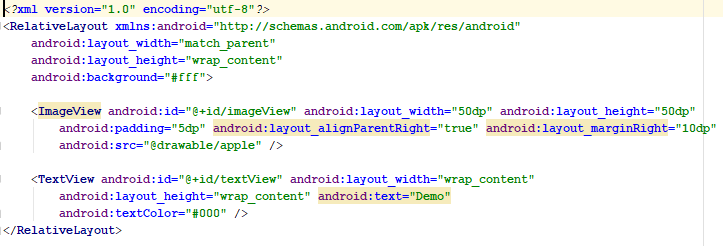 <?xml version="1.0" encoding="utf-8"?>
<RelativeLayout xmlns:android="http://schemas.android.com/apk/res/android"
    android:layout_width="match_parent"
    android:layout_height="wrap_content"
    android:background="#fff">
    <ImageView android:id="@+id/imageView" android:layout_width="50dp" android:layout_height="50dp"
        android:padding="5dp" android:layout_alignParentRight="true" android:layout_marginRight="10dp"
        android:src="@drawable/apple" />
    <TextView android:id="@+id/textView" android:layout_width="wrap_content"
        android:layout_height="wrap_content" android:text="Demo"
        android:textColor="#000" />
</RelativeLayout>